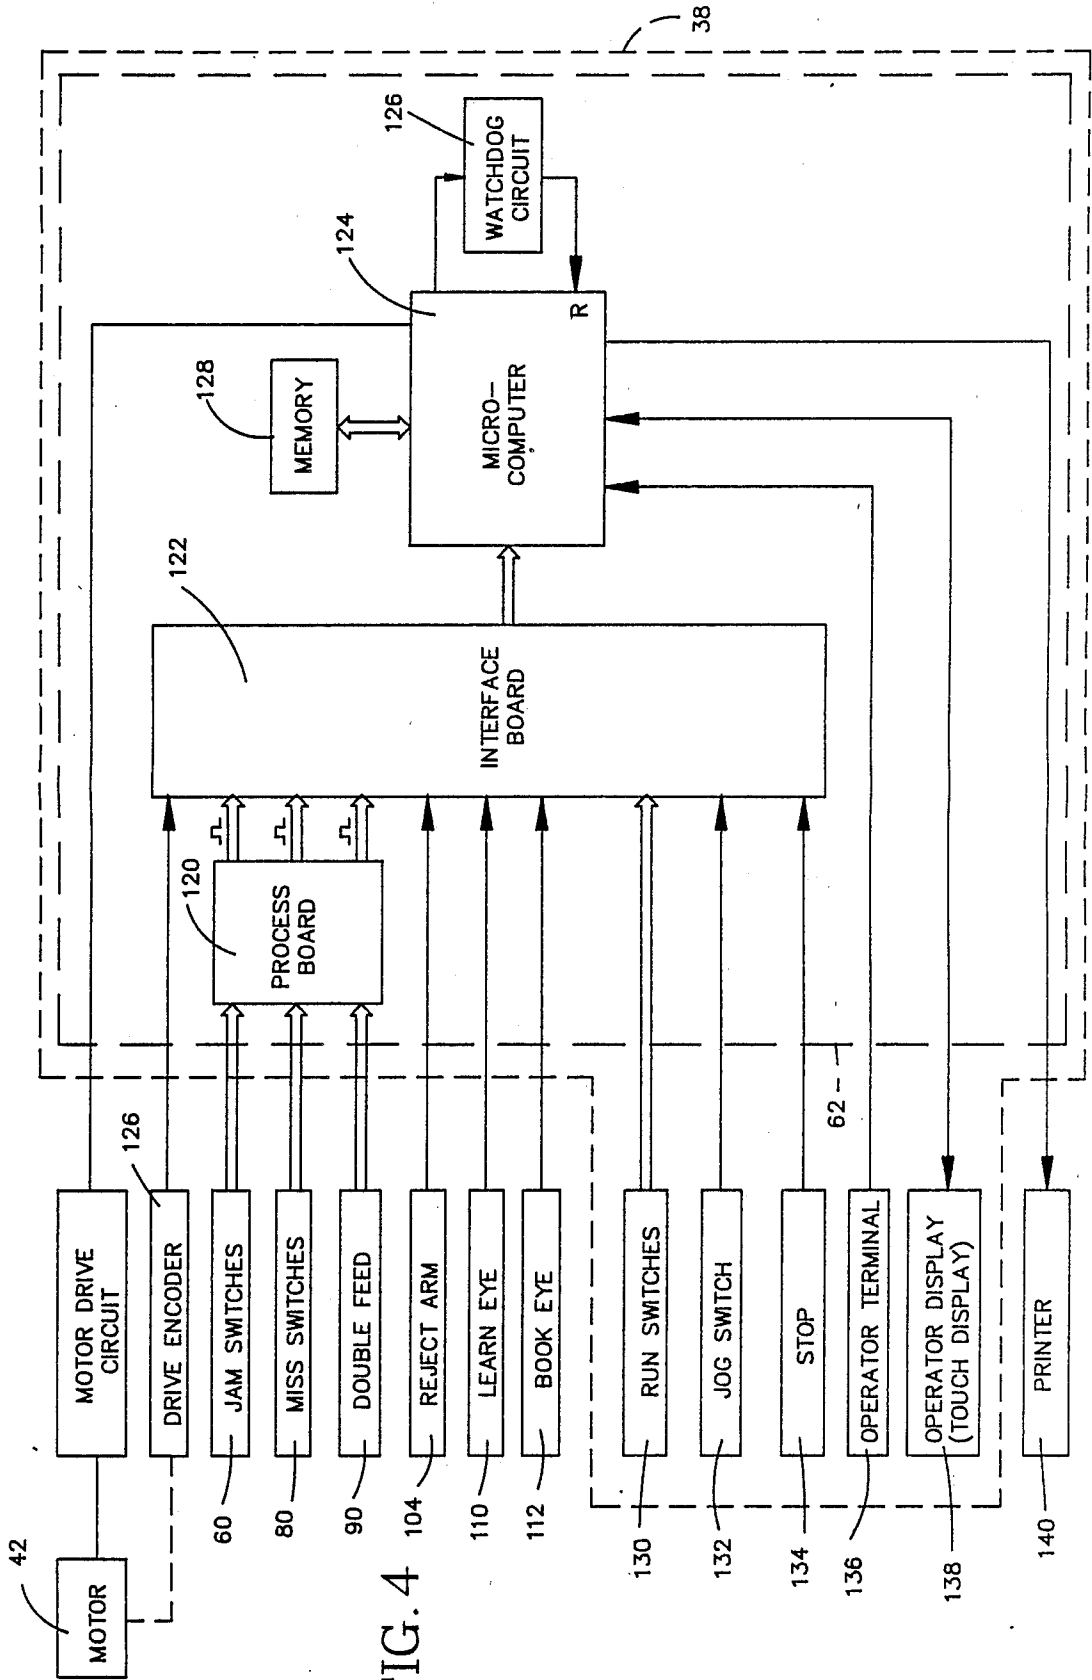 38
126
WATCHDOG
CIRCUIT
124
R
MICRO-
COMPUTER
128
MEMORY
122
INTERFACE
BOARD
120
PROCESS
BOARD
62
42
MOTOR
MOTOR DRIVE
CIRCUIT
126
DRIVE ENCODER
60
JAM SWITCHES
80
MISS SWITCHES
90
DOUBLE FEED
104
REJECT ARM
110
LEARN EYE
112
BOOK EYE
130
RUN SWITCHES
132
JOG SWITCH
134
STOP
136
OPERATOR TERMINAL
138
OPERATOR DISPLAY
(TOUCH DISPLAY)
140
PRINTER
FIG. 4